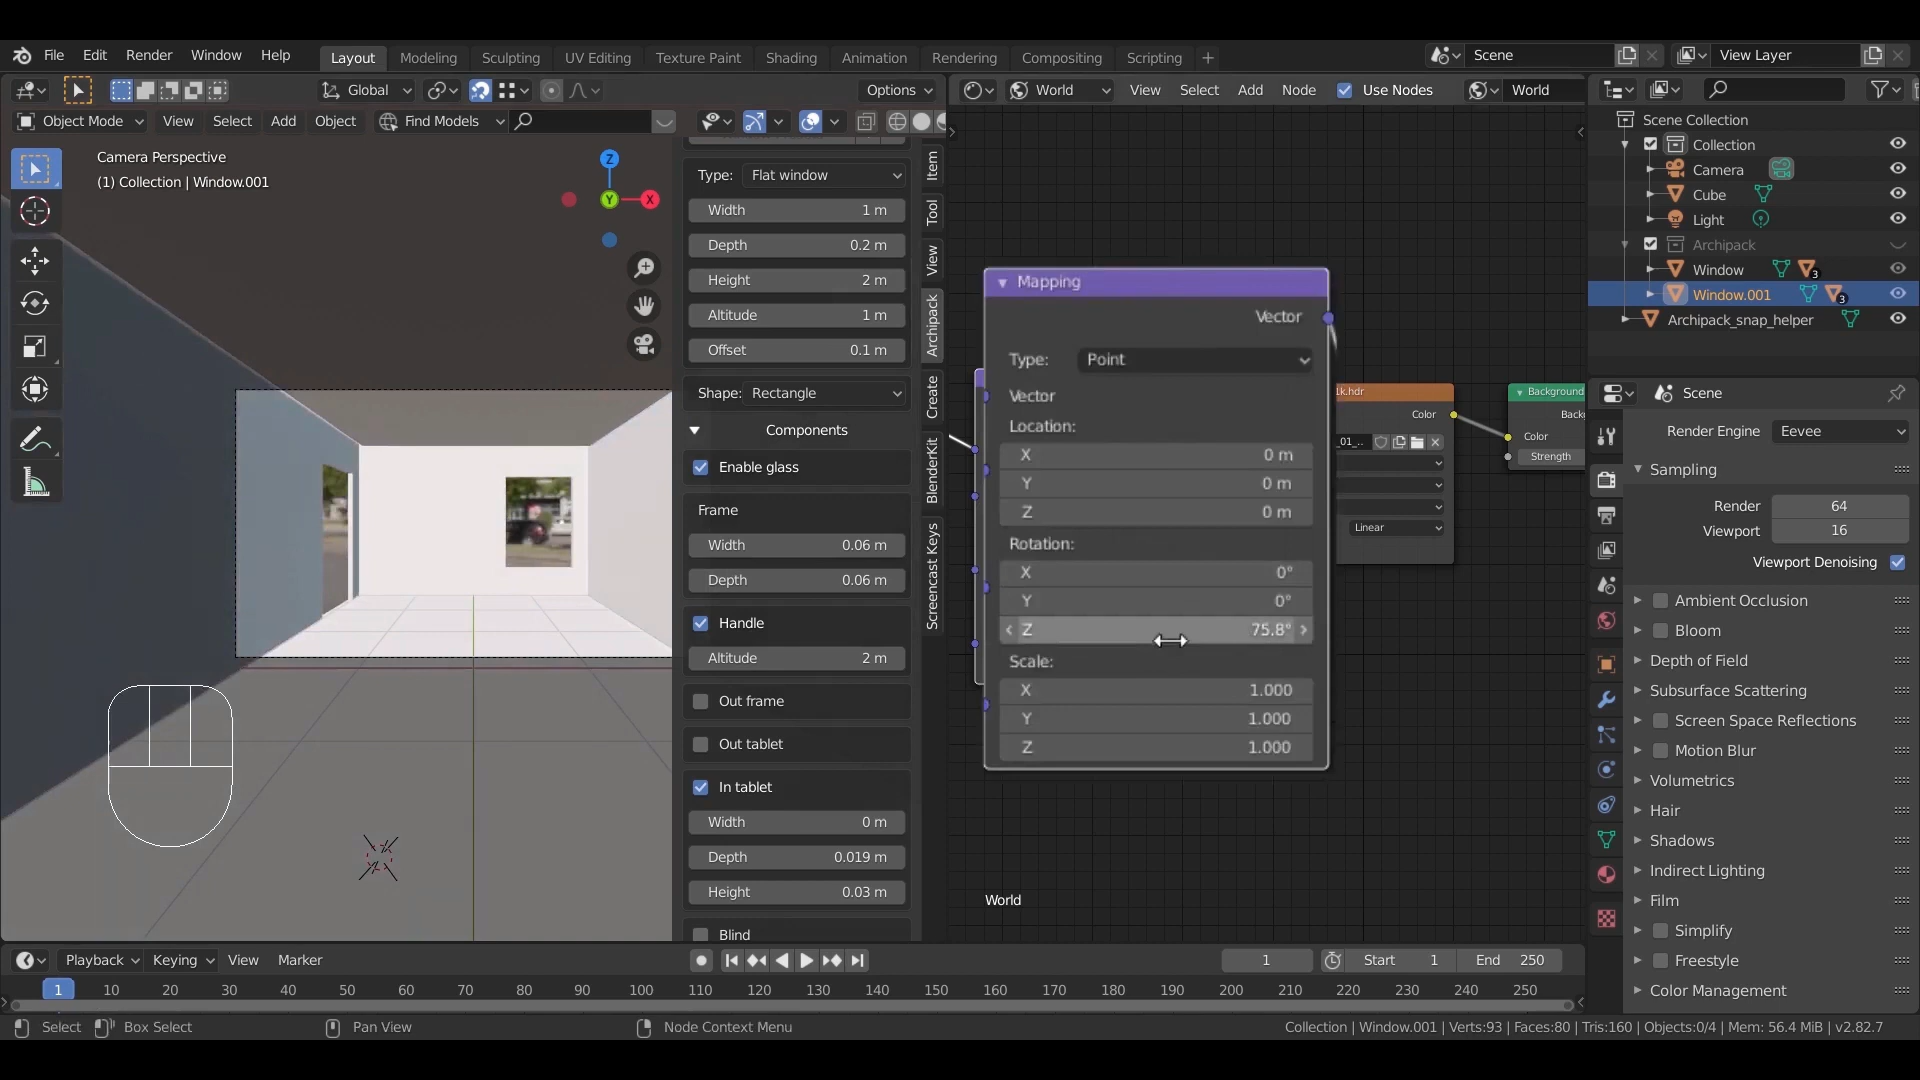 File Edit Render Window Help Layout Modeling Sculpting UV Editing Texture Paint Shading Animation Rendering Compositing Scripting + Scene View Layer
Global Options World View Select Add Node Use Nodes World
Object Mode View Select Add Object Find Models
Camera Perspective
(1) Collection | Window.001
Z
Y
X
Type: Flat window
Width 1 m
Depth 0.2 m
Height 2 m
Altitude 1 m
Offset 0.1 m
Shape: Rectangle
Components
Enable glass
Frame
Width 0.06 m
Depth 0.06 m
Handle
Altitude 2 m
Out frame
Out tablet
In tablet
Width 0 m
Depth 0.019 m
Height 0.03 m
Blind
Item
Tool
View
Archipack
Create
BlenderKit
Screencast Keys
Mapping
Vector
Type: Point
Vector
Location:
X 0 m
Y 0 m
Z 0 m
Rotation:
X 0°
Y 0°
Z 75.8°
Scale:
X 1.000
Y 1.000
Z 1.000
1k.hdr
Color
_01_..
Linear
Background
Back
Color
Strength
World
Scene Collection
Collection
Camera
Cube
Light
Archipack
Window 3
Window.001 3
Archipack_snap_helper
Scene
Render Engine Eevee
Sampling
Render 64
Viewport 16
Viewport Denoising
Ambient Occlusion
Bloom
Depth of Field
Subsurface Scattering
Screen Space Reflections
Motion Blur
Volumetrics
Hair
Shadows
Indirect Lighting
Film
Simplify
Freestyle
Color Management
Playback Keying View Marker 1 Start 1 End 250
1 10 20 30 40 50 60 70 80 90 100 110 120 130 140 150 160 170 180 190 200 210 220 230 240 250
Select Box Select Pan View Node Context Menu Collection | Window.001 | Verts:93 | Faces:80 | Tris:160 | Objects:0/4 | Mem: 56.4 MiB | v2.82.7